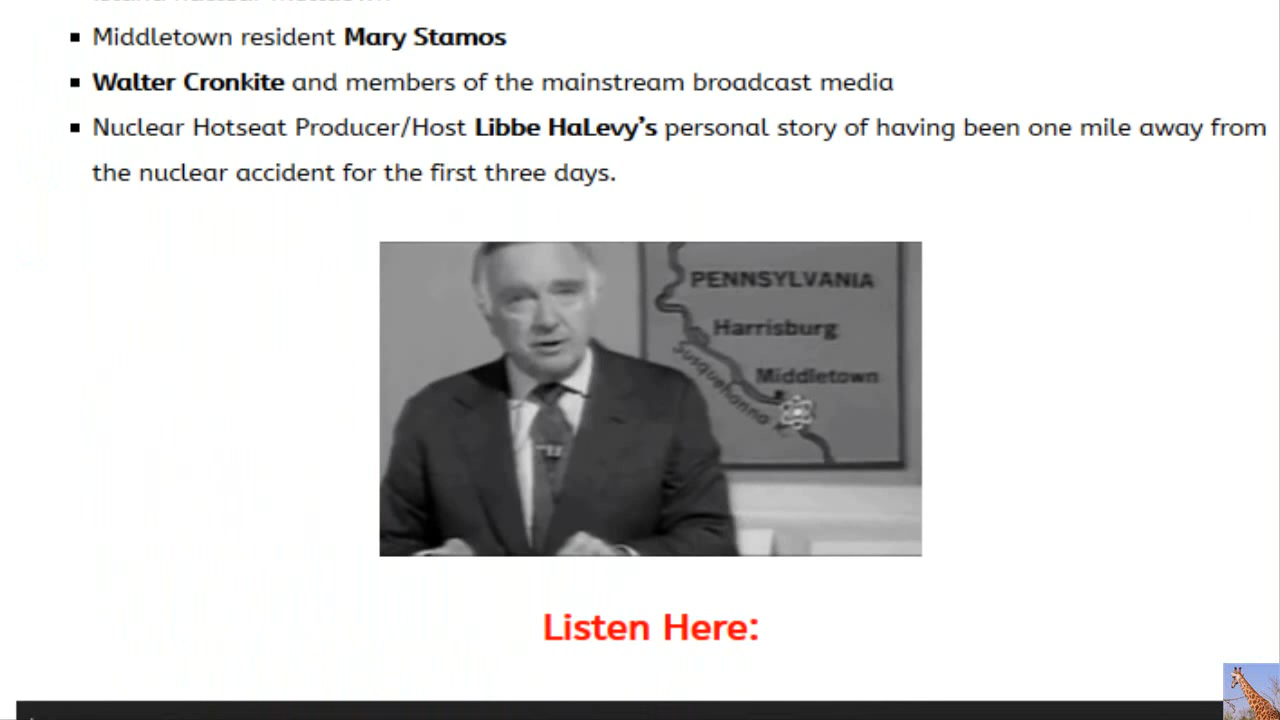 Middletown resident Mary Stamos
Walter Cronkite and members of the mainstream broadcast media
Nuclear Hotseat Producer/Host Libbe HaLevy’s personal story of having been one mile away from
the nuclear accident for the first three days.
PENNSYLVANIA
Harrisburg
Middletown
Susquehanna
Listen Here: